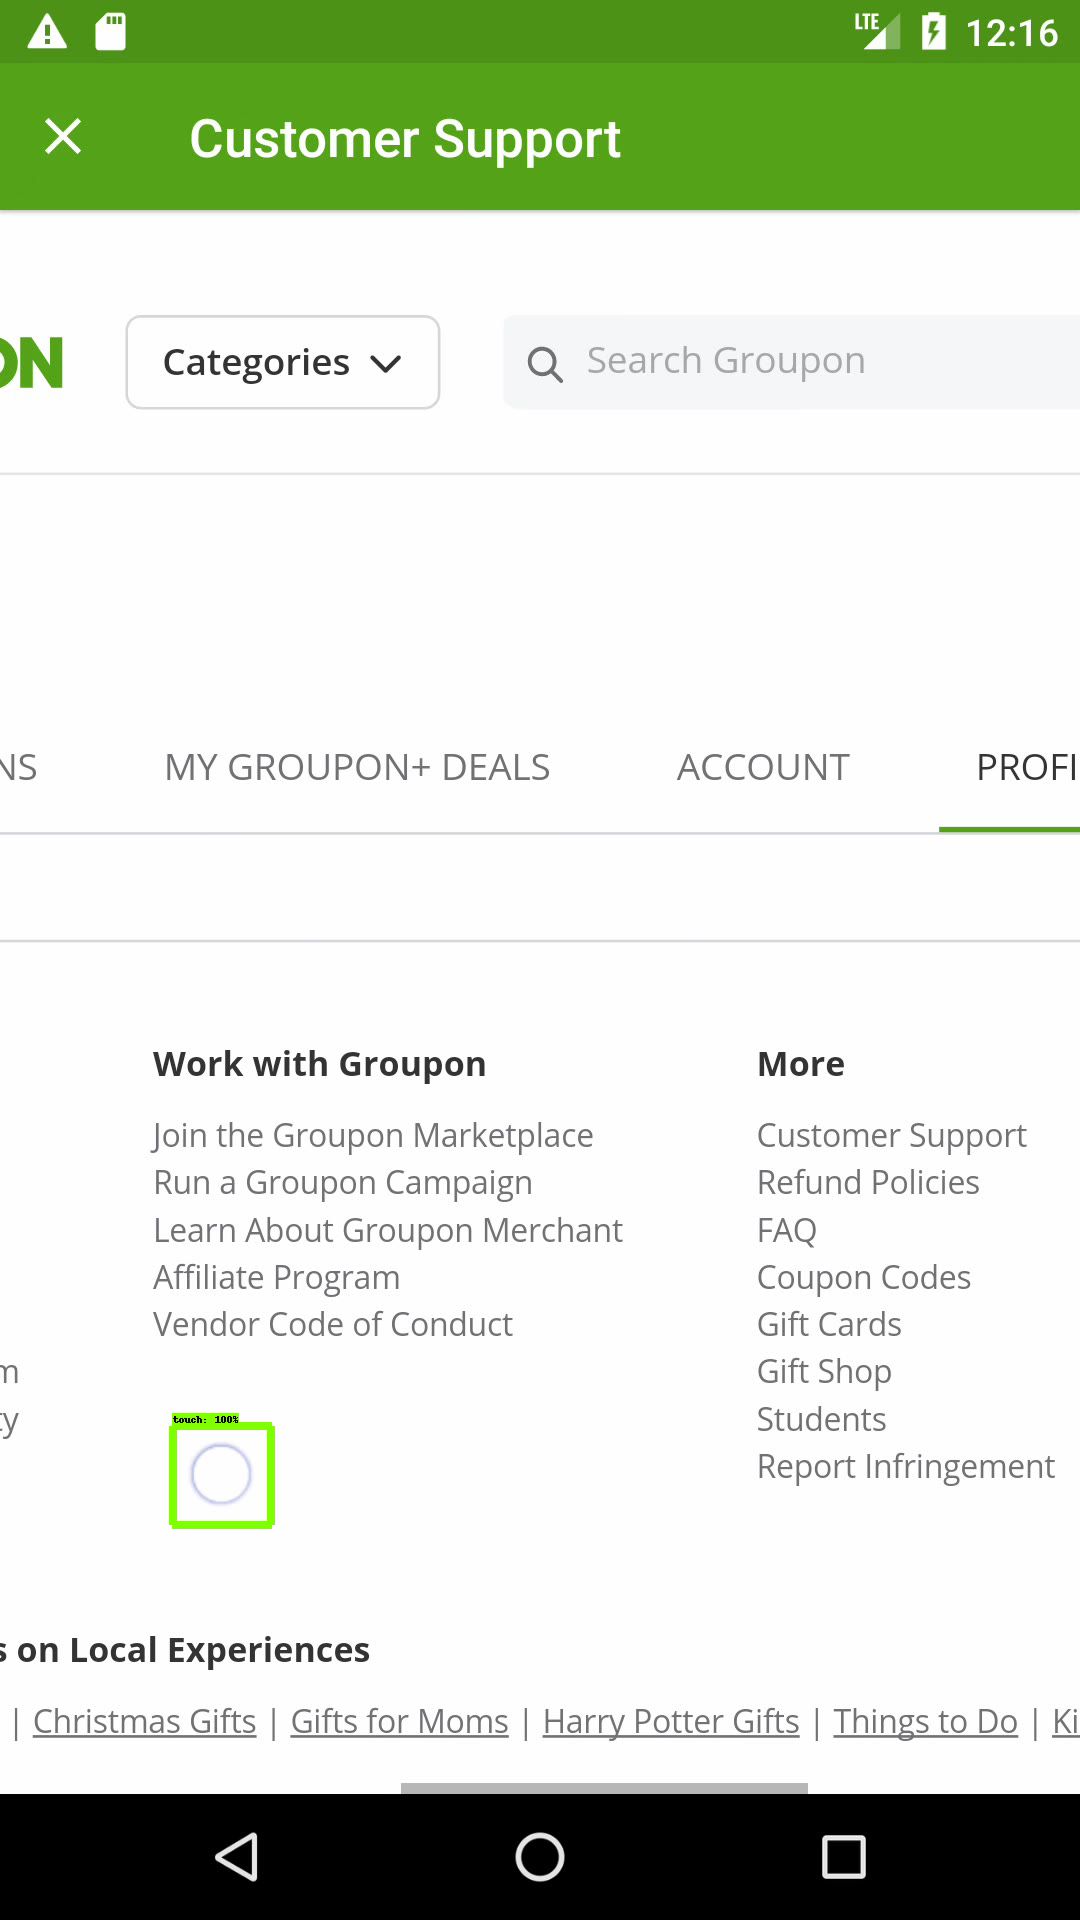 LTE 12:16
Customer Support
ON
Categories
Search Groupon
NS MY GROUPON+ DEALS ACCOUNT PROFI
Work with Groupon
Join the Groupon Marketplace
Run a Groupon Campaign
Learn About Groupon Merchant
Affiliate Program
Vendor Code of Conduct
More
Customer Support
Refund Policies
FAQ
Coupon Codes
Gift Cards
Gift Shop
Students
Report Infringement
m
ty
touch: 100%
s on Local Experiences
| Christmas Gifts | Gifts for Moms | Harry Potter Gifts | Things to Do | Ki